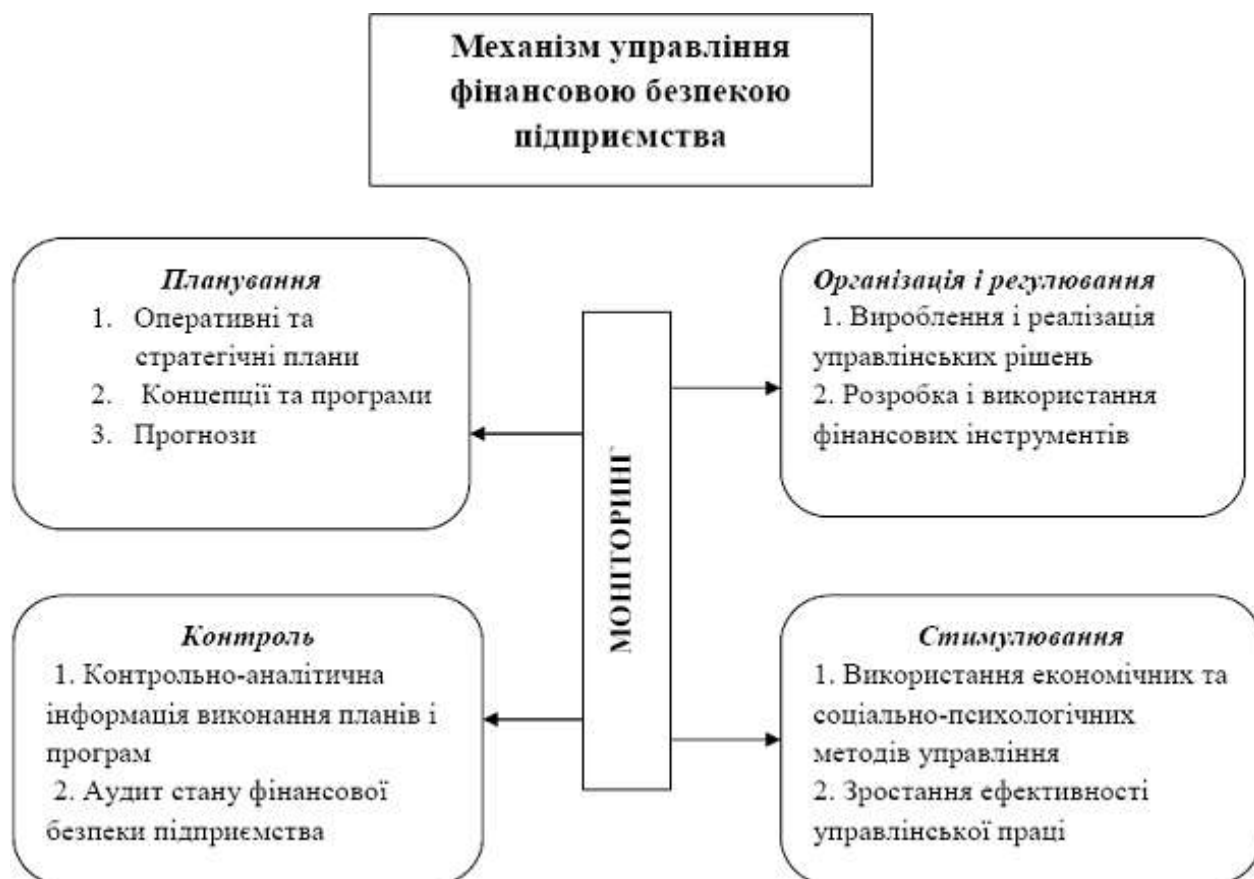 Механізм управління
фінансовою безпекою
підприємства
Планування
1. Оперативні та
стратегічні плани
2. Концепції та програми
3. Прогнози
Організація і регулювання
1. Вироблення і реалізація
управлінських рішень
2. Розробка і використання
фінансових інструментів
МОНІТОРИНГ
Контроль
1. Контрольно-аналітична
інформація виконання планів і
програм
2. Аудит стану фінансової
безпеки підприємства
Стимулювання
1. Використання економічних та
соціально-психологічних
методів управління
2. Зростання ефективності
управлінської праці